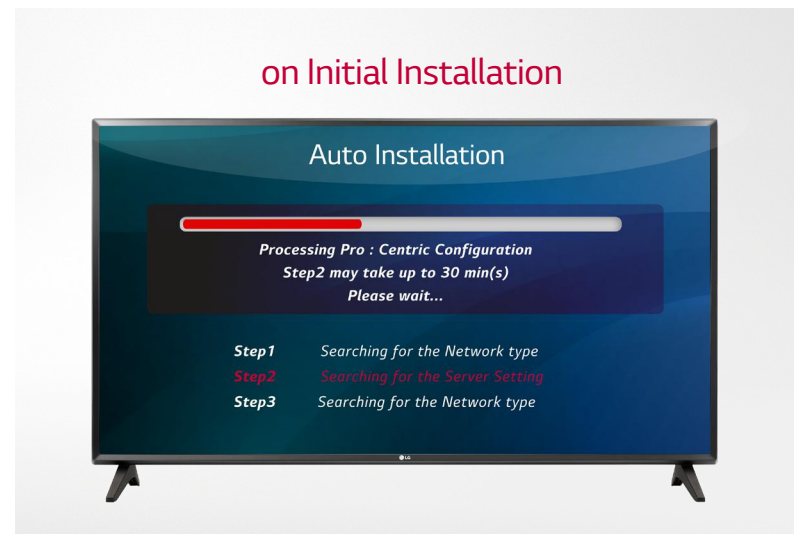 on Initial Installation
Auto Installation
Processing Pro : Centric Configuration
Step2 may take up to 30 min(s)
Please wait...
Step1 Searching for the Network type
Step2 Searching for the Server Setting
Step3 Searching for the Network type
LG